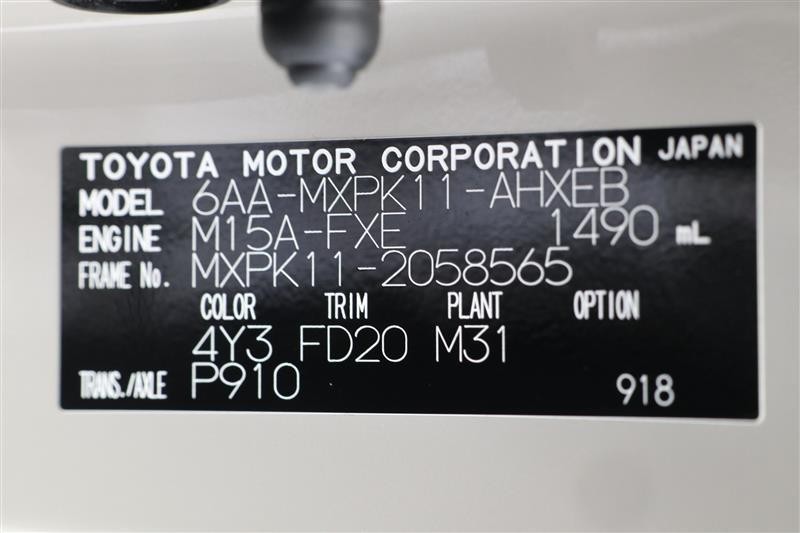 TOYOTA MOTOR CORPORATION JAPAN
MODEL 6AA-MXPK11-AHXEB
ENGINE M15A-FXE 1490 mL
FRAME No. MXPK11-2058565
COLOR TRIM PLANT OPTION
4Y3 FD20 M31
TRANS./AXLE P910 918